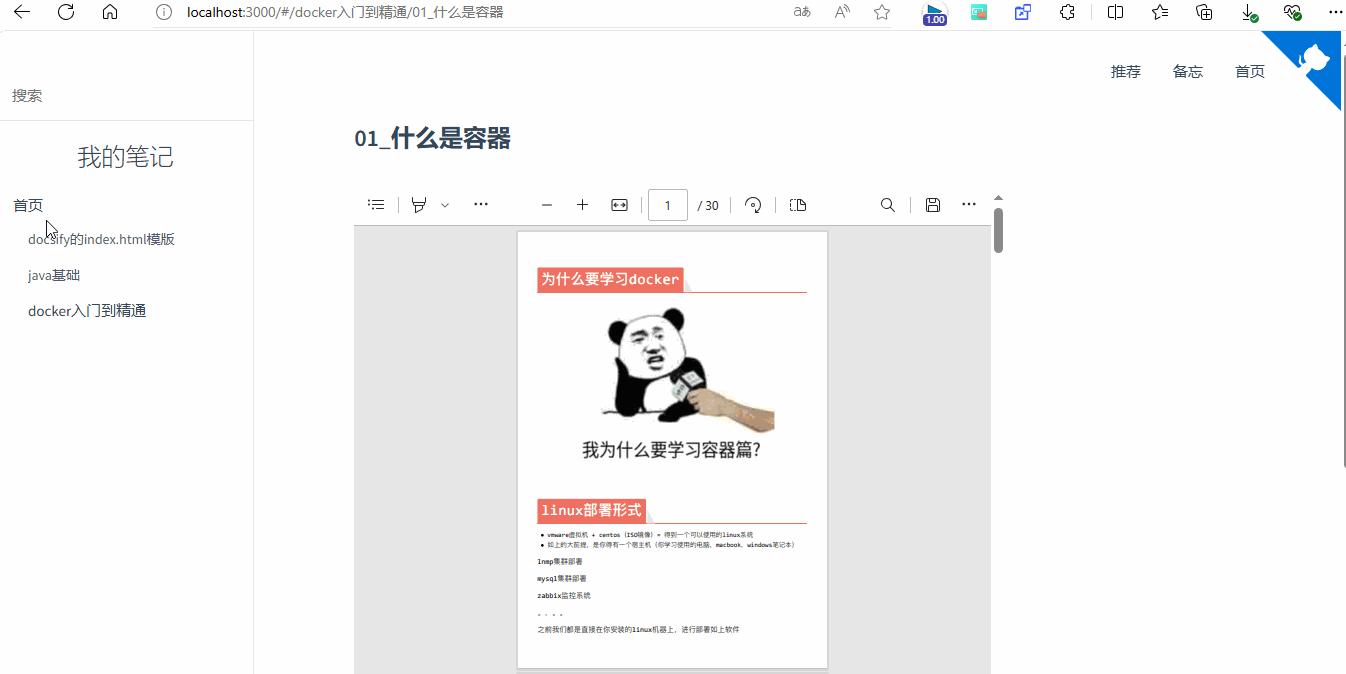 localhost:3000/#/docker入门到精通/01_什么是容器
aあ
A
1.00
推荐
备忘
首页
搜索
我的笔记
首页
docsify的index.html模版
java基础
docker入门到精通
01_什么是容器
1 / 30
为什么要学习docker
我为什么要学习容器篇?
linux部署形式
• vmware虚拟机 + centos (ISO镜像) = 得到一个可以使用的linux系统
• 如上的大前提, 是你得有一个宿主机 (你学习使用的电脑、macbook、windows笔记本)
lnmp集群部署
mysql集群部署
zabbix监控系统
. . . .
之前我们都是直接在你安装的linux机器上, 进行部署如上软件